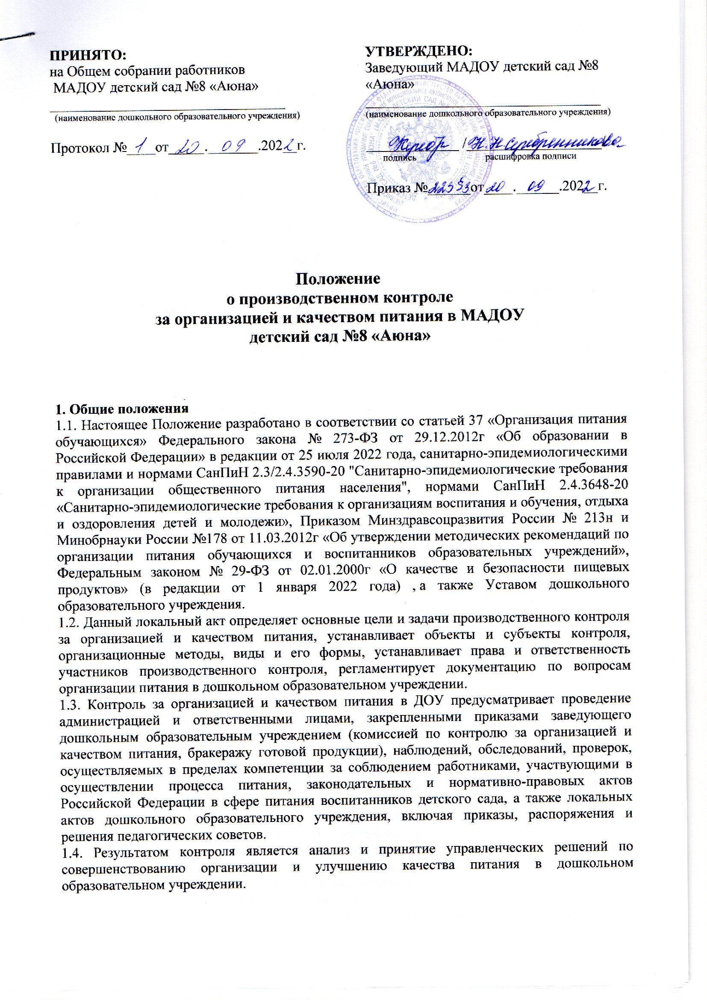 ПРИНЯТО:
на Общем собрании работников
МАДОУ детский сад №8 «Аюна»
(наименование дошкольного образовательного учреждения)
Протокол № 1 от 20 . 09 .2022 г.
УТВЕРЖДЕНО:
Заведующий МАДОУ детский сад №8
«Аюна»
(наименование дошкольного образовательного учреждения)
/ Н.Н Серебренникова/
подпись расшифровка подписи
Приказ № от 20 . 09 .2022 г.
Положение
о производственном контроле
за организацией и качеством питания в МАДОУ
детский сад №8 «Аюна»
1. Общие положения
1.1. Настоящее Положение разработано в соответствии со статьей 37 «Организация питания
обучающихся» Федерального закона № 273-ФЗ от 29.12.2012г «Об образовании в
Российской Федерации» в редакции от 25 июля 2022 года, санитарно-эпидемиологическими
правилами и нормами СанПиН 2.3/2.4.3590-20 "Санитарно-эпидемиологические требования
к организации общественного питания населения", нормами СанПиН 2.4.3648-20
«Санитарно-эпидемиологические требования к организациям воспитания и обучения, отдыха
и оздоровления детей и молодежи», Приказом Минздравсоцразвития России № 213н и
Минобрнауки России №178 от 11.03.2012г «Об утверждении методических рекомендаций по
организации питания обучающихся и воспитанников образовательных учреждений»,
Федеральным законом № 29-ФЗ от 02.01.2000г «О качестве и безопасности пищевых
продуктов» (в редакции от 1 января 2022 года) , а также Уставом дошкольного
образовательного учреждения.
1.2. Данный локальный акт определяет основные цели и задачи производственного контроля
за организацией и качеством питания, устанавливает объекты и субъекты контроля,
организационные методы, виды и его формы, устанавливает права и ответственность
участников производственного контроля, регламентирует документацию по вопросам
организации питания в дошкольном образовательном учреждении.
1.3. Контроль за организацией и качеством питания в ДОУ предусматривает проведение
администрацией и ответственными лицами, закрепленными приказами заведующего
дошкольным образовательным учреждением (комиссией по контролю за организацией и
качеством питания, бракеражу готовой продукции), наблюдений, обследований, проверок,
осуществляемых в пределах компетенции за соблюдением работниками, участвующими в
осуществлении процесса питания, законодательных и нормативно-правовых актов
Российской Федерации в сфере питания воспитанников детского сада, а также локальных
актов дошкольного образовательного учреждения, включая приказы, распоряжения и
решения педагогических советов.
1.4. Результатом контроля является анализ и принятие управленческих решений по
совершенствованию организации и улучшению качества питания в дошкольном
образовательном учреждении.